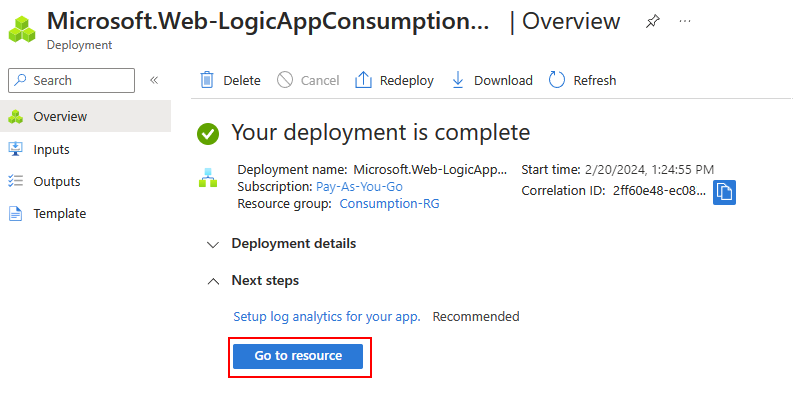 Microsoft.Web-LogicAppConsumption... | Overview ...
Deployment
Search «
Delete Cancel Redeploy Download Refresh
Overview
Inputs
Outputs
Template
Your deployment is complete
Deployment name: Microsoft.Web-LogicApp...
Subscription: Pay-As-You-Go
Resource group: Consumption-RG
Start time: 2/20/2024, 1:24:55 PM
Correlation ID: 2ff60e48-ec08...
Deployment details
Next steps
Setup log analytics for your app. Recommended
Go to resource